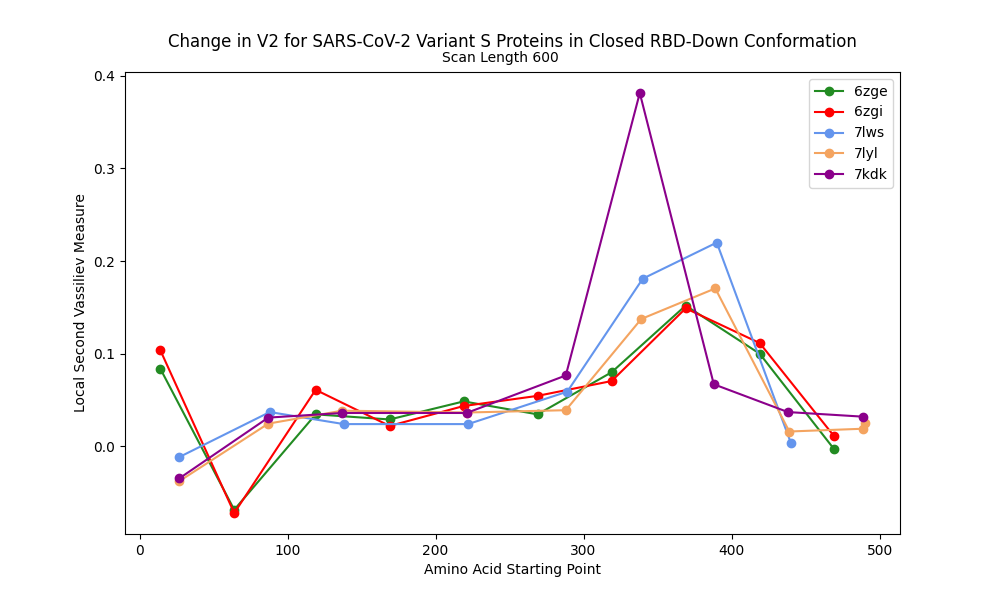 Change in V2 for SARS-CoV-2 Variant S Proteins in Closed RBD-Down Conformation
Scan Length 600
Local Second Vassiliev Measure
0.4
0.3
0.2
0.1
0.0
6zge
6zgi
7lws
7lyl
7kdk
0
100
200
300
400
500
Amino Acid Starting Point